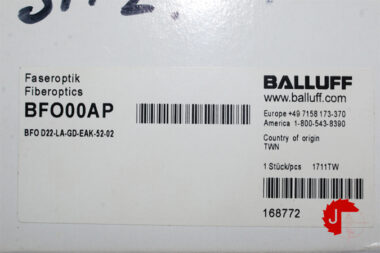 Faseroptik
Fiberoptics
BFO00AP
BFO D22-LA-GD-EAK-52-02
BALLUFF
www.balluff.com
Europe +49 7158 173-370
America 1-800-543-8390
Country of origin
TWN
1 Stück/pcs 1711TW
168772